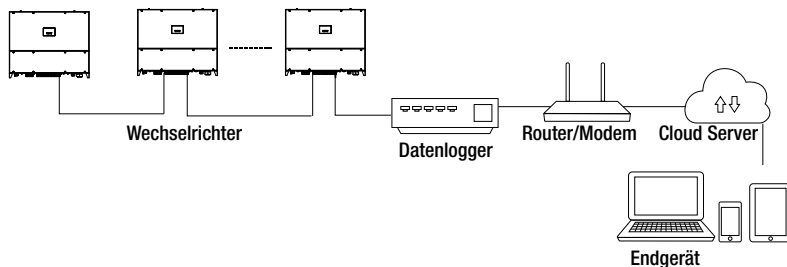 Wechselrichter
Datenlogger
Router/Modem
Cloud Server
Endgerät